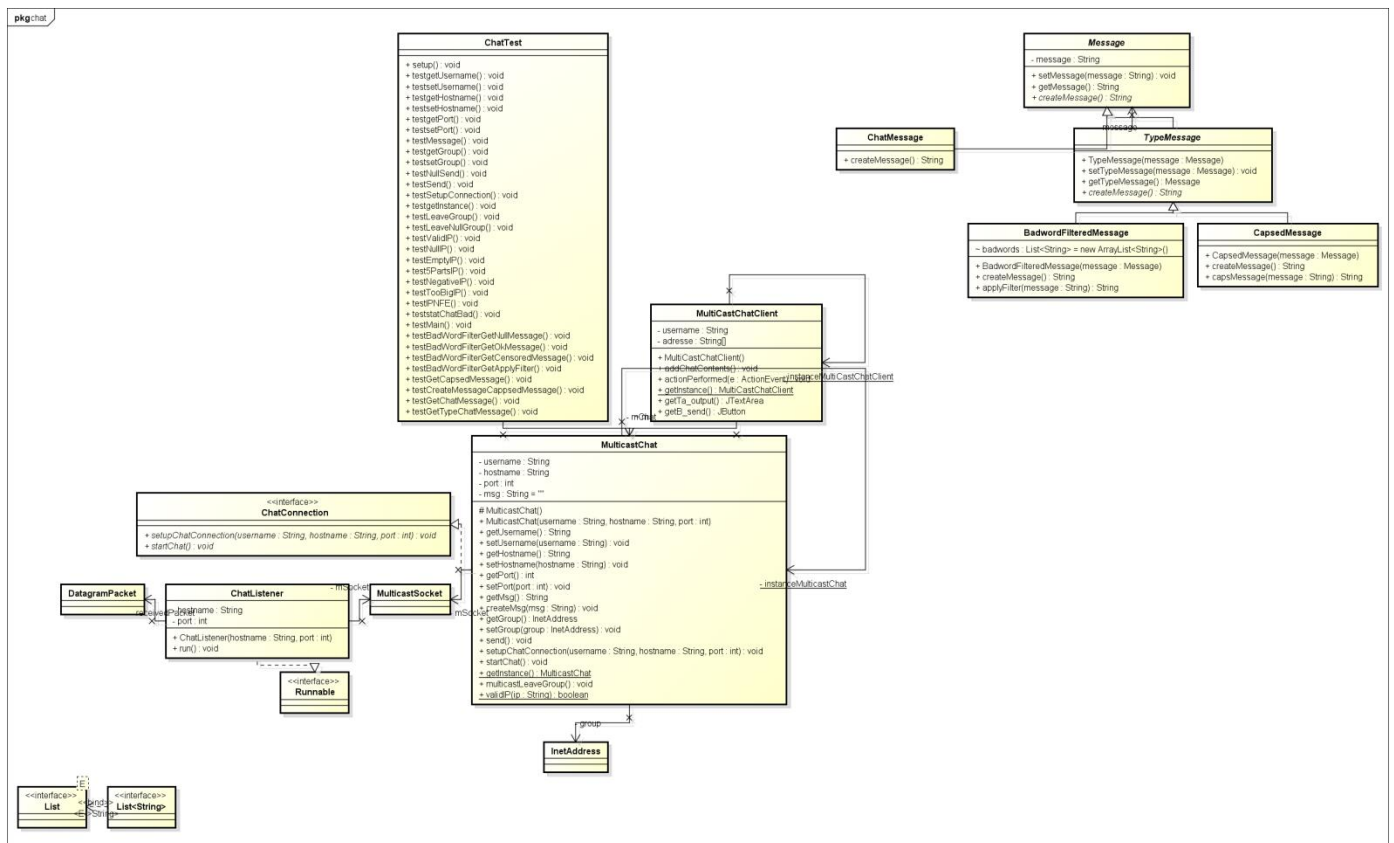 pkg chat
ChatTest
+ setup() : void
+ testgetUsername() : void
+ testsetUsername() : void
+ testgetHostname() : void
+ testsetHostname() : void
+ testgetPort() : void
+ testsetPort() : void
+ testMessage() : void
+ testgetGroup() : void
+ testsetGroup() : void
+ testNullSend() : void
+ testSend() : void
+ testSetupConnection() : void
+ testgetInstance() : void
+ testLeaveGroup() : void
+ testLeaveNullGroup() : void
+ testValidIP() : void
+ testNullIP() : void
+ testEmptyIP() : void
+ test5PartsIP() : void
+ testNegativeIP() : void
+ testTooBigIP() : void
+ testIPNFE() : void
+ teststatChatBad() : void
+ testMain() : void
+ testBadWordFilterGetNullMessage() : void
+ testBadWordFilterGetOkMessage() : void
+ testBadWordFilterGetCensoredMessage() : void
+ testBadWordFilterGetApplyFilter() : void
+ testGetCapsedMessage() : void
+ testCreateMessageCappsedMessage() : void
+ testGetChatMessage() : void
+ testGetTypeChatMessage() : void
Message
- message : String
+ setMessage(message : String) : void
+ getMessage() : String
+ createMessage() : String
message
ChatMessage
+ createMessage() : String
TypeMessage
+ TypeMessage(message : Message)
+ setTypeMessage(message : Message) : void
+ getTypeMessage() : Message
+ createMessage() : String
BadwordFilteredMessage
~ badwords : List<String> = new ArrayList<String>()
+ BadwordFilteredMessage(message : Message)
+ createMessage() : String
+ applyFilter(message : String) : String
CapsedMessage
+ CapsedMessage(message : Message)
+ createMessage() : String
+ capsMessage(message : String) : String
MultiCastChatClient
- username : String
- adresse : String[]
+ MultiCastChatClient()
+ addChatContents() : void
+ actionPerformed(e : ActionEvent) : void
- instanceMultiCastChatClient
+ getInstance() : MultiCastChatClient
+ getTa_output() : JTextArea
+ getB_send() : JButton
MulticastChat
- username : String
- hostname : String
- port : int
- msg : String = ""
# MulticastChat()
+ MulticastChat(username : String, hostname : String, port : int)
+ getUsername() : String
+ setUsername(username : String) : void
+ getHostname() : String
+ setHostname(hostname : String) : void
+ getPort() : int
+ setPort(port : int) : void
+ getMsg() : String
+ createMsg(msg : String) : void
+ getGroup() : InetAddress
+ setGroup(group : InetAddress) : void
+ send() : void
+ setupChatConnection(username : String, hostname : String, port : int) : void
+ startChat() : void
+ getInstance() : MulticastChat
+ multicastLeaveGroup() : void
+ validIP(ip : String) : boolean
- instanceMulticastChat
<<interface>>
ChatConnection
+ setupChatConnection(username : String, hostname : String, port : int) : void
+ startChat() : void
DatagramPacket
receivedPacket
ChatListener
- hostname : String
- port : int
+ ChatListener(hostname : String, port : int)
+ run() : void
- mSocket
MulticastSocket
- mSocket
<<interface>>
Runnable
- group
InetAddress
<<interface>>
List
E
<<bind>>
<E->String>
<<interface>>
List<String>